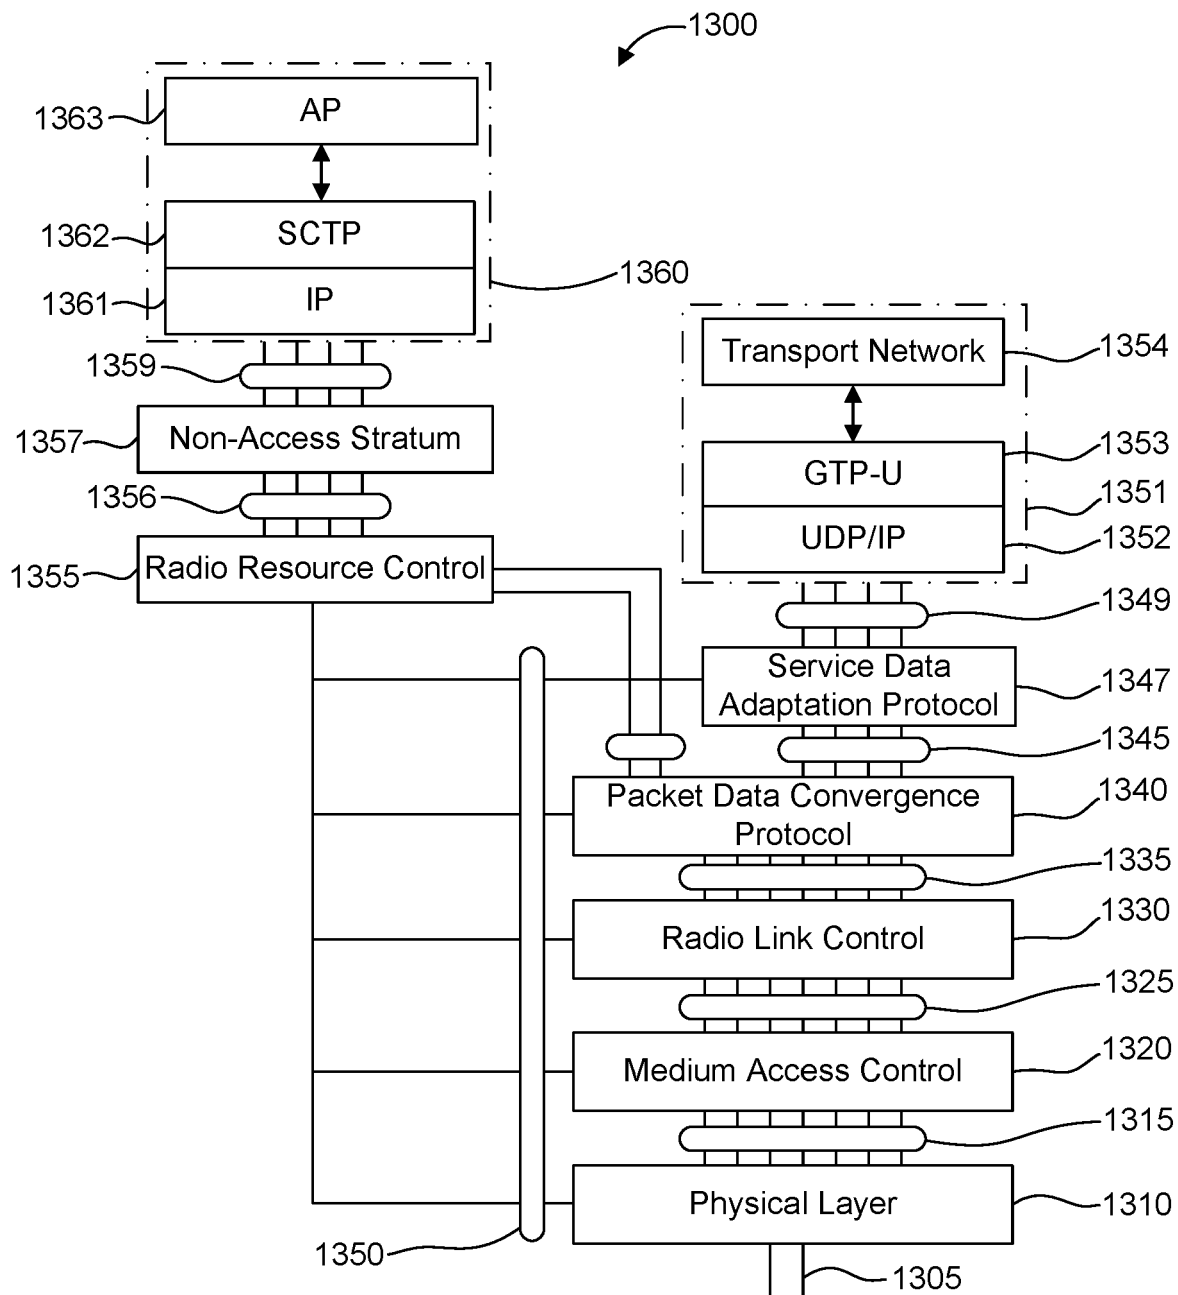 1300
1363
AP
1362
SCTP
1361
IP
1360
1359
1357
Non-Access Stratum
1356
1355
Radio Resource Control
Transport Network
1354
GTP-U
1353
1351
UDP/IP
1352
1349
Service Data
Adaptation Protocol
1347
1345
Packet Data Convergence
Protocol
1340
1335
Radio Link Control
1330
1325
Medium Access Control
1320
1315
Physical Layer
1310
1350
1305